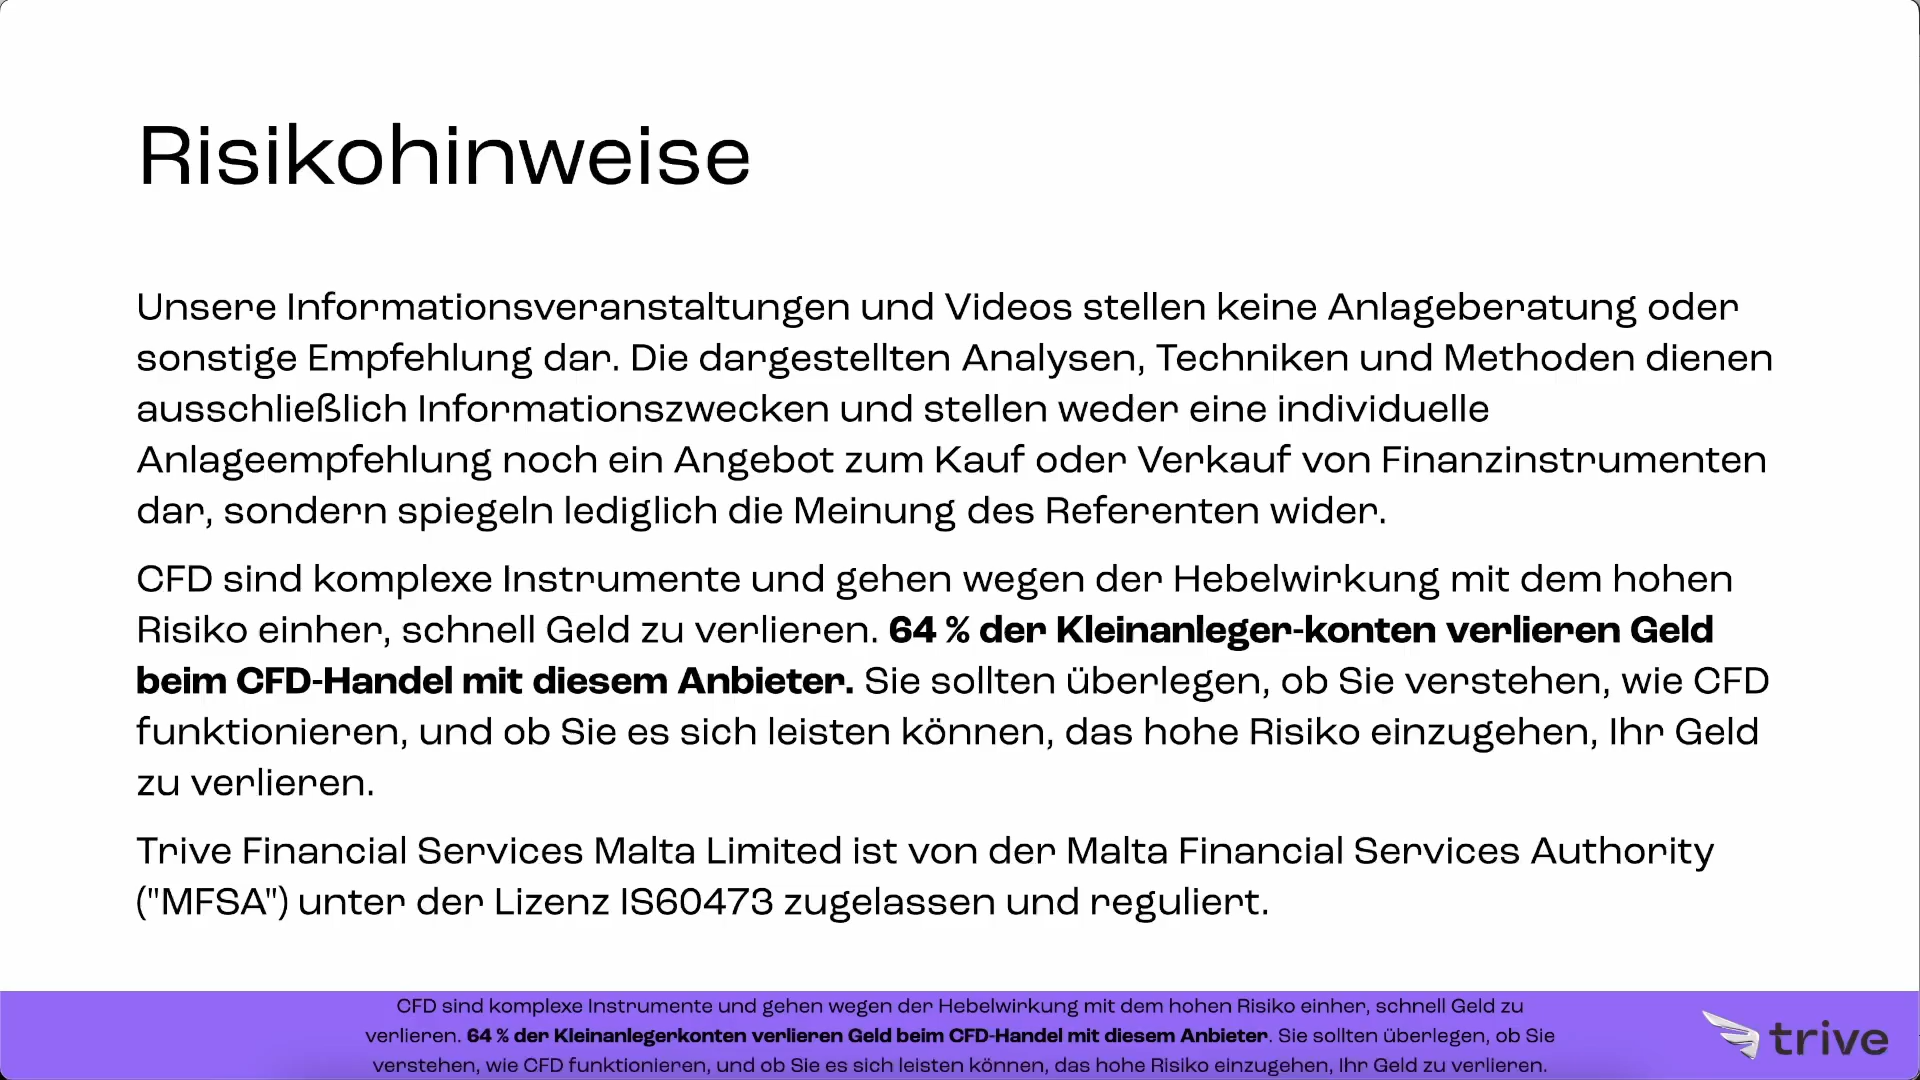 Risikohinweise
Unsere Informationsveranstaltungen und Videos stellen keine Anlageberatung oder
sonstige Empfehlung dar. Die dargestellten Analysen, Techniken und Methoden dienen
ausschließlich Informationszwecken und stellen weder eine individuelle
Anlageempfehlung noch ein Angebot zum Kauf oder Verkauf von Finanzinstrumenten
dar, sondern spiegeln lediglich die Meinung des Referenten wider.
CFD sind komplexe Instrumente und gehen wegen der Hebelwirkung mit dem hohen
Risiko einher, schnell Geld zu verlieren. 64 % der Kleinanleger-konten verlieren Geld
beim CFD-Handel mit diesem Anbieter. Sie sollten überlegen, ob Sie verstehen, wie CFD
funktionieren, und ob Sie es sich leisten können, das hohe Risiko einzugehen, Ihr Geld
zu verlieren.
Trive Financial Services Malta Limited ist von der Malta Financial Services Authority
("MFSA") unter der Lizenz IS60473 zugelassen und reguliert.
CFD sind komplexe Instrumente und gehen wegen der Hebelwirkung mit dem hohen Risiko einher, schnell Geld zu
verlieren. 64 % der Kleinanlegerkonten verlieren Geld beim CFD-Handel mit diesem Anbieter. Sie sollten überlegen, ob Sie
verstehen, wie CFD funktionieren, und ob Sie es sich leisten können, das hohe Risiko einzugehen, Ihr Geld zu verlieren.
trive